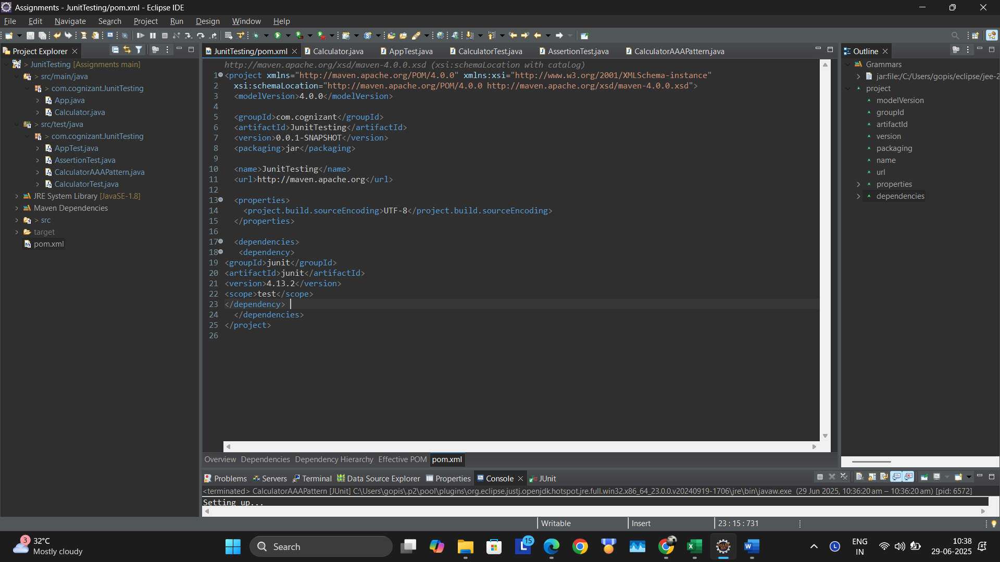 Assignments - JunitTesting/pom.xml - Eclipse IDE
File Edit Navigate Search Project Run Design Window Help
Project Explorer
JunitTesting/pom.xml Calculator.java AppTest.java CalculatorTest.java AssertionTest.java CalculatorAAAPattern.java
Outline
> JunitTesting [Assignments main]
> src/main/java
> com.cognizant.JunitTesting
App.java
Calculator.java
> src/test/java
> com.cognizant.JunitTesting
AppTest.java
AssertionTest.java
CalculatorAAAPattern.java
CalculatorTest.java
JRE System Library [JavaSE-1.8]
Maven Dependencies
> src
target
pom.xml
http://maven.apache.org/xsd/maven-4.0.0.xsd (xsi:schemaLocation with catalog)
1 <project xmlns="http://maven.apache.org/POM/4.0.0" xmlns:xsi="http://www.w3.org/2001/XMLSchema-instance"
2 xsi:schemaLocation="http://maven.apache.org/POM/4.0.0 http://maven.apache.org/xsd/maven-4.0.0.xsd">
3 <modelVersion>4.0.0</modelVersion>
4
5 <groupId>com.cognizant</groupId>
6 <artifactId>JunitTesting</artifactId>
7 <version>0.0.1-SNAPSHOT</version>
8 <packaging>jar</packaging>
9
10 <name>JunitTesting</name>
11 <url>http://maven.apache.org</url>
12
13 <properties>
14 <project.build.sourceEncoding>UTF-8</project.build.sourceEncoding>
15 </properties>
16
17 <dependencies>
18 <dependency>
19 <groupId>junit</groupId>
20 <artifactId>junit</artifactId>
21 <version>4.13.2</version>
22 <scope>test</scope>
23 </dependency>
24 </dependencies>
25 </project>
26
Grammars
jar:file:/C:/Users/gopis/eclipse/jee-2
project
modelVersion
groupId
artifactId
version
packaging
name
url
properties
dependencies
Overview Dependencies Dependency Hierarchy Effective POM pom.xml
Problems Servers Terminal Data Source Explorer Properties Console JUnit
<terminated> CalculatorAAAPattern [JUnit] C:\Users\gopis\.p2\pool\plugins\org.eclipse.justj.openjdk.hotspot.jre.full.win32.x86_64_23.0.0.v20240919-1706\jre\bin\javaw.exe (29 Jun 2025, 10:36:20 am – 10:36:20 am) [pid: 6572]
Setting up...
Writable Insert 23 : 15 : 731
3 32°C
Mostly cloudy
Search
15
ENG
IN
10:38
29-06-2025